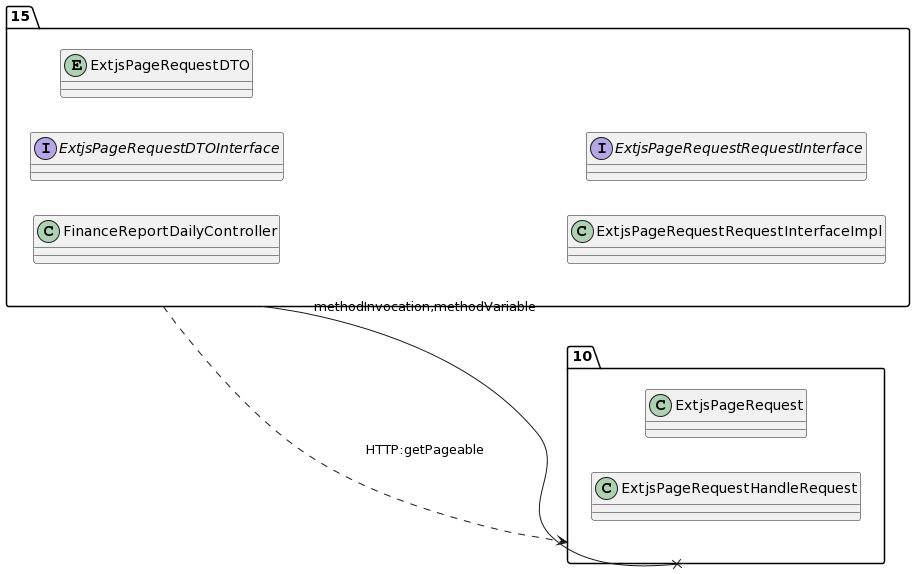 15
E ExtjsPageRequestDTO
I ExtjsPageRequestDTOInterface
I ExtjsPageRequestRequestInterface
C FinanceReportDailyController
C ExtjsPageRequestRequestInterfaceImpl
methodInvocation,methodVariable
10
C ExtjsPageRequest
HTTP:getPageable
C ExtjsPageRequestHandleRequest